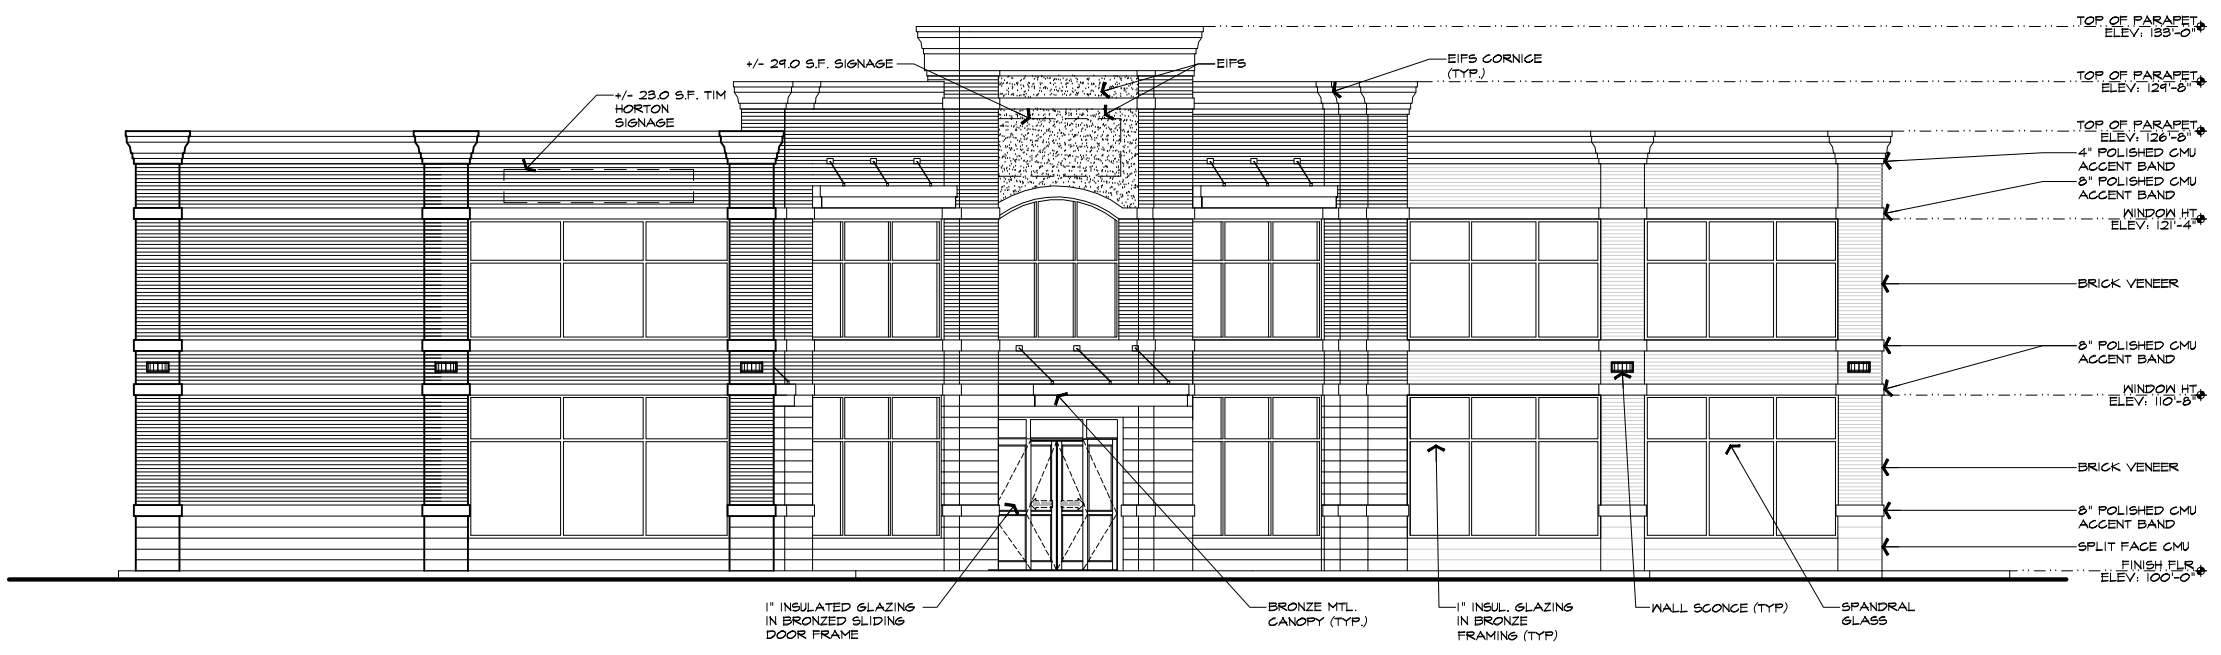 TOP OF PARAPET
ELEV: 133'-0"
+/- 29.0 S.F. SIGNAGE
EIFS
EIFS CORNICE
(TYP.)
TOP OF PARAPET
ELEV: 129'-8"
+/- 23.0 S.F. TIM
HORTON
SIGNAGE
TOP OF PARAPET
ELEV: 126'-8"
4" POLISHED CMU
ACCENT BAND
8" POLISHED CMU
ACCENT BAND
WINDOW HT.
ELEV: 121'-4"
BRICK VENEER
8" POLISHED CMU
ACCENT BAND
WINDOW HT.
ELEV: 110'-8"
BRICK VENEER
8" POLISHED CMU
ACCENT BAND
SPLIT FACE CMU
FINISH FLR.
ELEV: 100'-0"
1" INSULATED GLAZING
IN BRONZED SLIDING
DOOR FRAME
BRONZE MTL.
CANOPY (TYP.)
1" INSUL. GLAZING
IN BRONZE
FRAMING (TYP)
WALL SCONCE (TYP)
SPANDRAL
GLASS